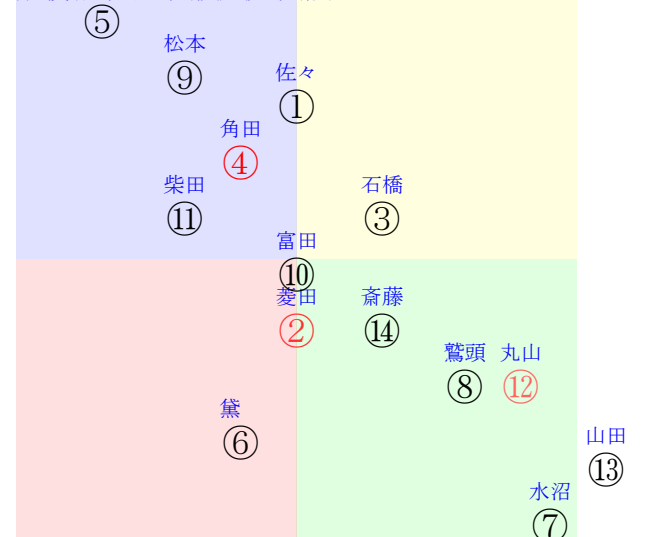 ⑤
松本
⑨
佐々
①
角田
④
柴田
⑪
石橋
③
富田
⑩
菱田
②
斎藤
⑭
鷲頭
⑧
丸山
⑫
黛
⑥
山田
⑬
水沼
⑦